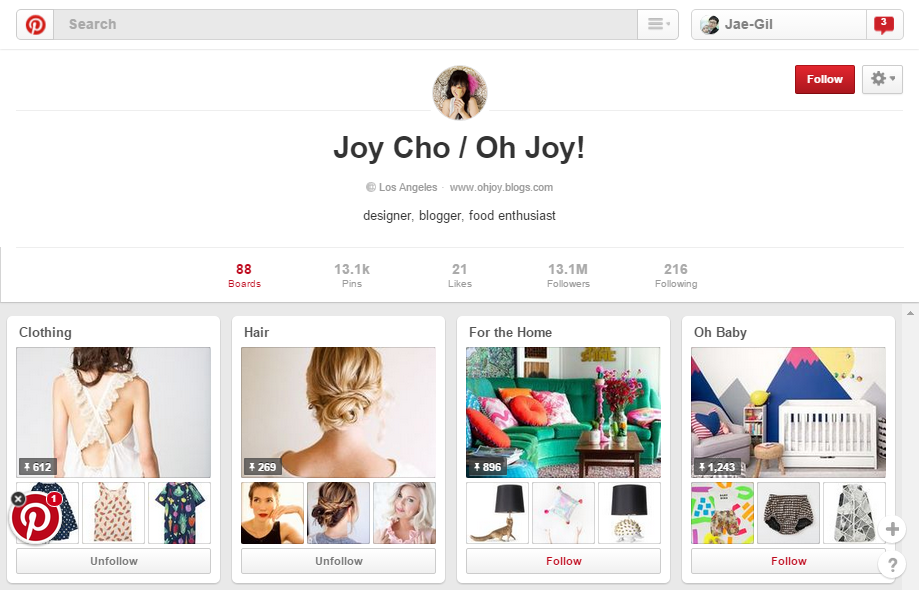 Search
Jae-Gil
3
Follow
Joy Cho / Oh Joy!
Los Angeles · www.ohjoy.blogs.com
designer, blogger, food enthusiast
88 13.1k 21 13.1M 216
Boards Pins Likes Followers Following
Clothing Hair For the Home Oh Baby
SHINE
612 269 896 1,243
1
Unfollow Unfollow Follow Follow
?